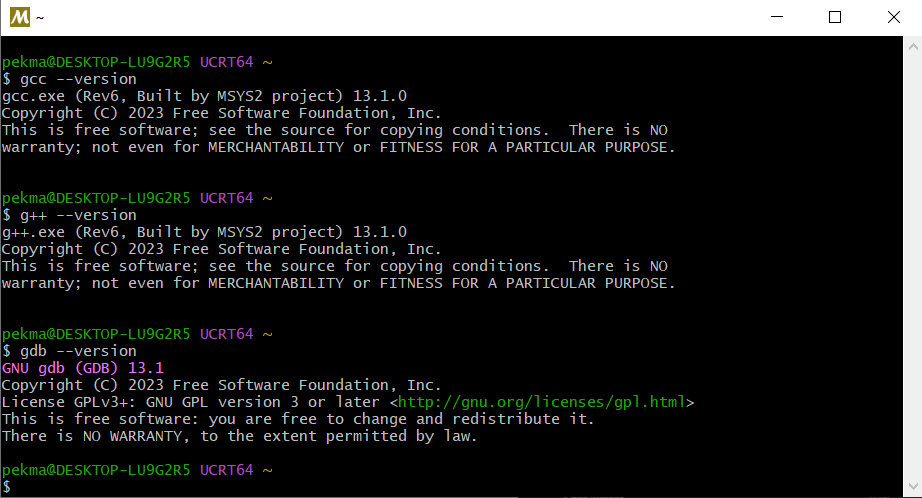 M ~
pekma@DESKTOP-LU9G2R5 UCRT64 ~
$ gcc --version
gcc.exe (Rev6, Built by MSYS2 project) 13.1.0
Copyright (C) 2023 Free Software Foundation, Inc.
This is free software; see the source for copying conditions.  There is NO
warranty; not even for MERCHANTABILITY or FITNESS FOR A PARTICULAR PURPOSE.
pekma@DESKTOP-LU9G2R5 UCRT64 ~
$ g++ --version
g++.exe (Rev6, Built by MSYS2 project) 13.1.0
Copyright (C) 2023 Free Software Foundation, Inc.
This is free software; see the source for copying conditions.  There is NO
warranty; not even for MERCHANTABILITY or FITNESS FOR A PARTICULAR PURPOSE.
pekma@DESKTOP-LU9G2R5 UCRT64 ~
$ gdb --version
GNU gdb (GDB) 13.1
Copyright (C) 2023 Free Software Foundation, Inc.
License GPLv3+: GNU GPL version 3 or later <http://gnu.org/licenses/gpl.html>
This is free software: you are free to change and redistribute it.
There is NO WARRANTY, to the extent permitted by law.
pekma@DESKTOP-LU9G2R5 UCRT64 ~
$